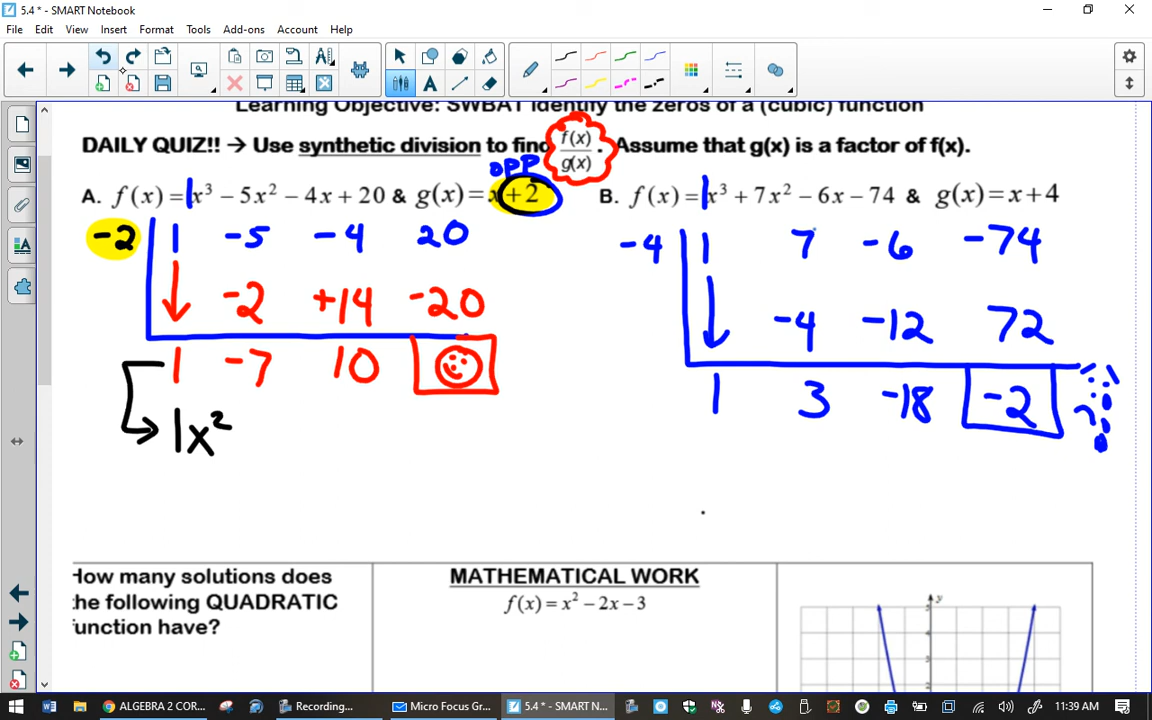 5.4 * - SMART Notebook
File Edit View Insert Format Tools Add-ons Account Help
Learning Objective: SWBAT identify the zeros of a (cubic) function
DAILY QUIZ!! → Use synthetic division to find f(x)/g(x). Assume that g(x) is a factor of f(x).
OPP
A. f(x) = 1x³ − 5x² − 4x + 20 & g(x) = x + 2
B. f(x) = 1x³ + 7x² − 6x − 74 & g(x) = x + 4
-2 1 -5 -4 20
↓ -2 +14 -20
1 -7 10
1x²
-4 1 7 -6 -74
↓ -4 -12 72
1 3 -18 -2
How many solutions does
the following QUADRATIC
function have?
MATHEMATICAL WORK
f(x) = x² − 2x − 3
y
5
4
3
2
ALGEBRA 2 COR...
Recording...
Micro Focus Gr...
5.4 * - SMART N...
11:39 AM